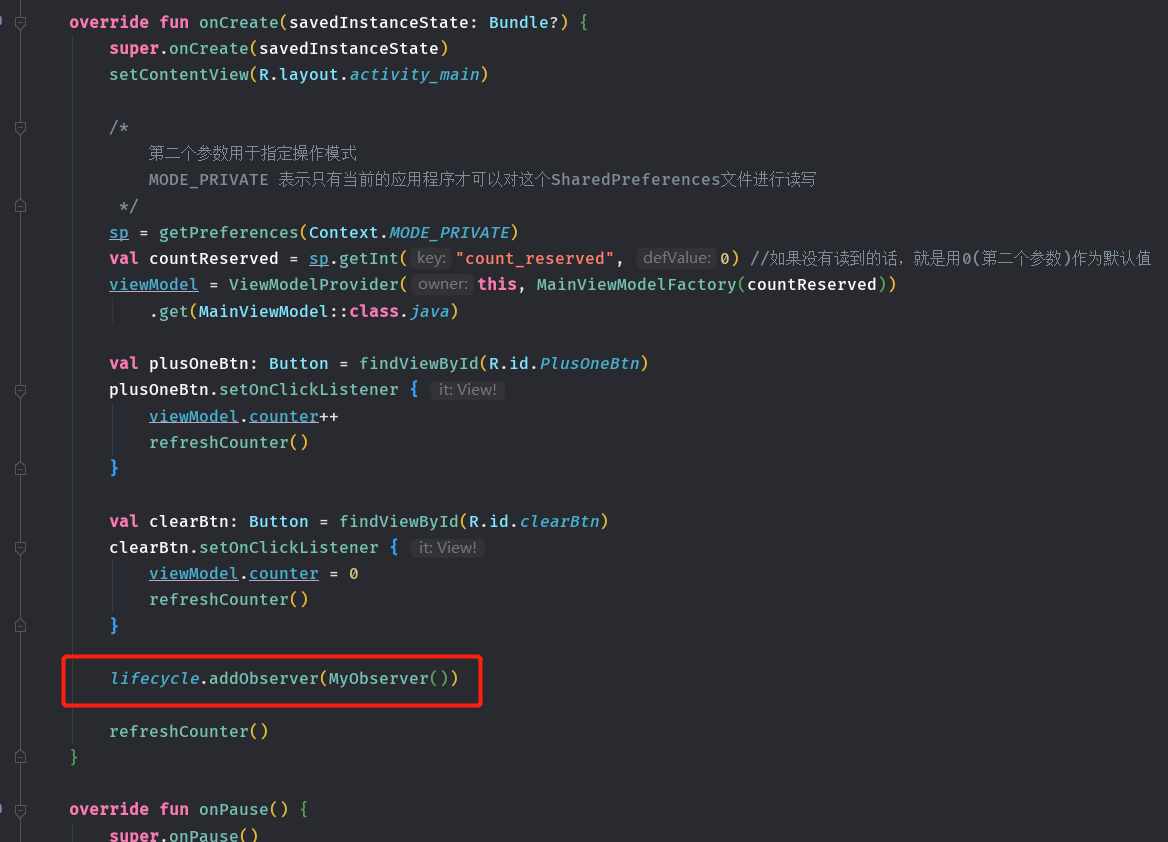 override fun onCreate(savedInstanceState: Bundle?) {
super.onCreate(savedInstanceState)
setContentView(R.layout.activity_main)
/*
第二个参数用于指定操作模式
MODE_PRIVATE 表示只有当前的应用程序才可以对这个SharedPreferences文件进行读写
*/
sp = getPreferences(Context.MODE_PRIVATE)
val countReserved = sp.getInt( key: "count_reserved", defValue: 0) //如果没有读到的话，就是用0(第二个参数)作为默认值
viewModel = ViewModelProvider( owner: this, MainViewModelFactory(countReserved))
.get(MainViewModel::class.java)
val plusOneBtn: Button = findViewById(R.id.PlusOneBtn)
plusOneBtn.setOnClickListener { it: View!
viewModel.counter++
refreshCounter()
}
val clearBtn: Button = findViewById(R.id.clearBtn)
clearBtn.setOnClickListener { it: View!
viewModel.counter = 0
refreshCounter()
}
lifecycle.addObserver(MyObserver())
refreshCounter()
}
override fun onPause() {
super.onPause()